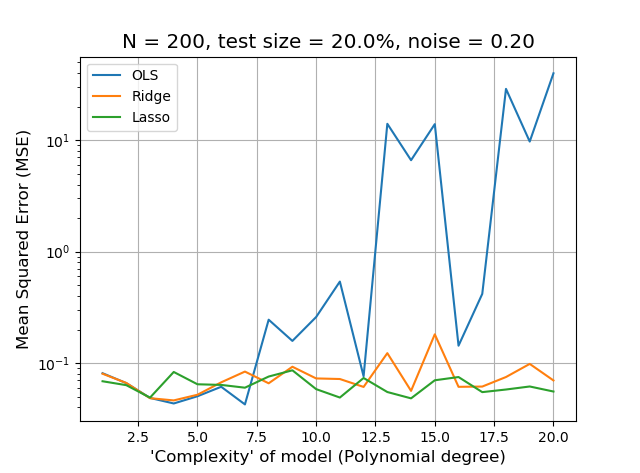 N = 200, test size = 20.0%, noise = 0.20
OLS
Ridge
Lasso
Mean Squared Error (MSE)
10¹
10⁰
10⁻¹
2.5 5.0 7.5 10.0 12.5 15.0 17.5 20.0
'Complexity' of model (Polynomial degree)